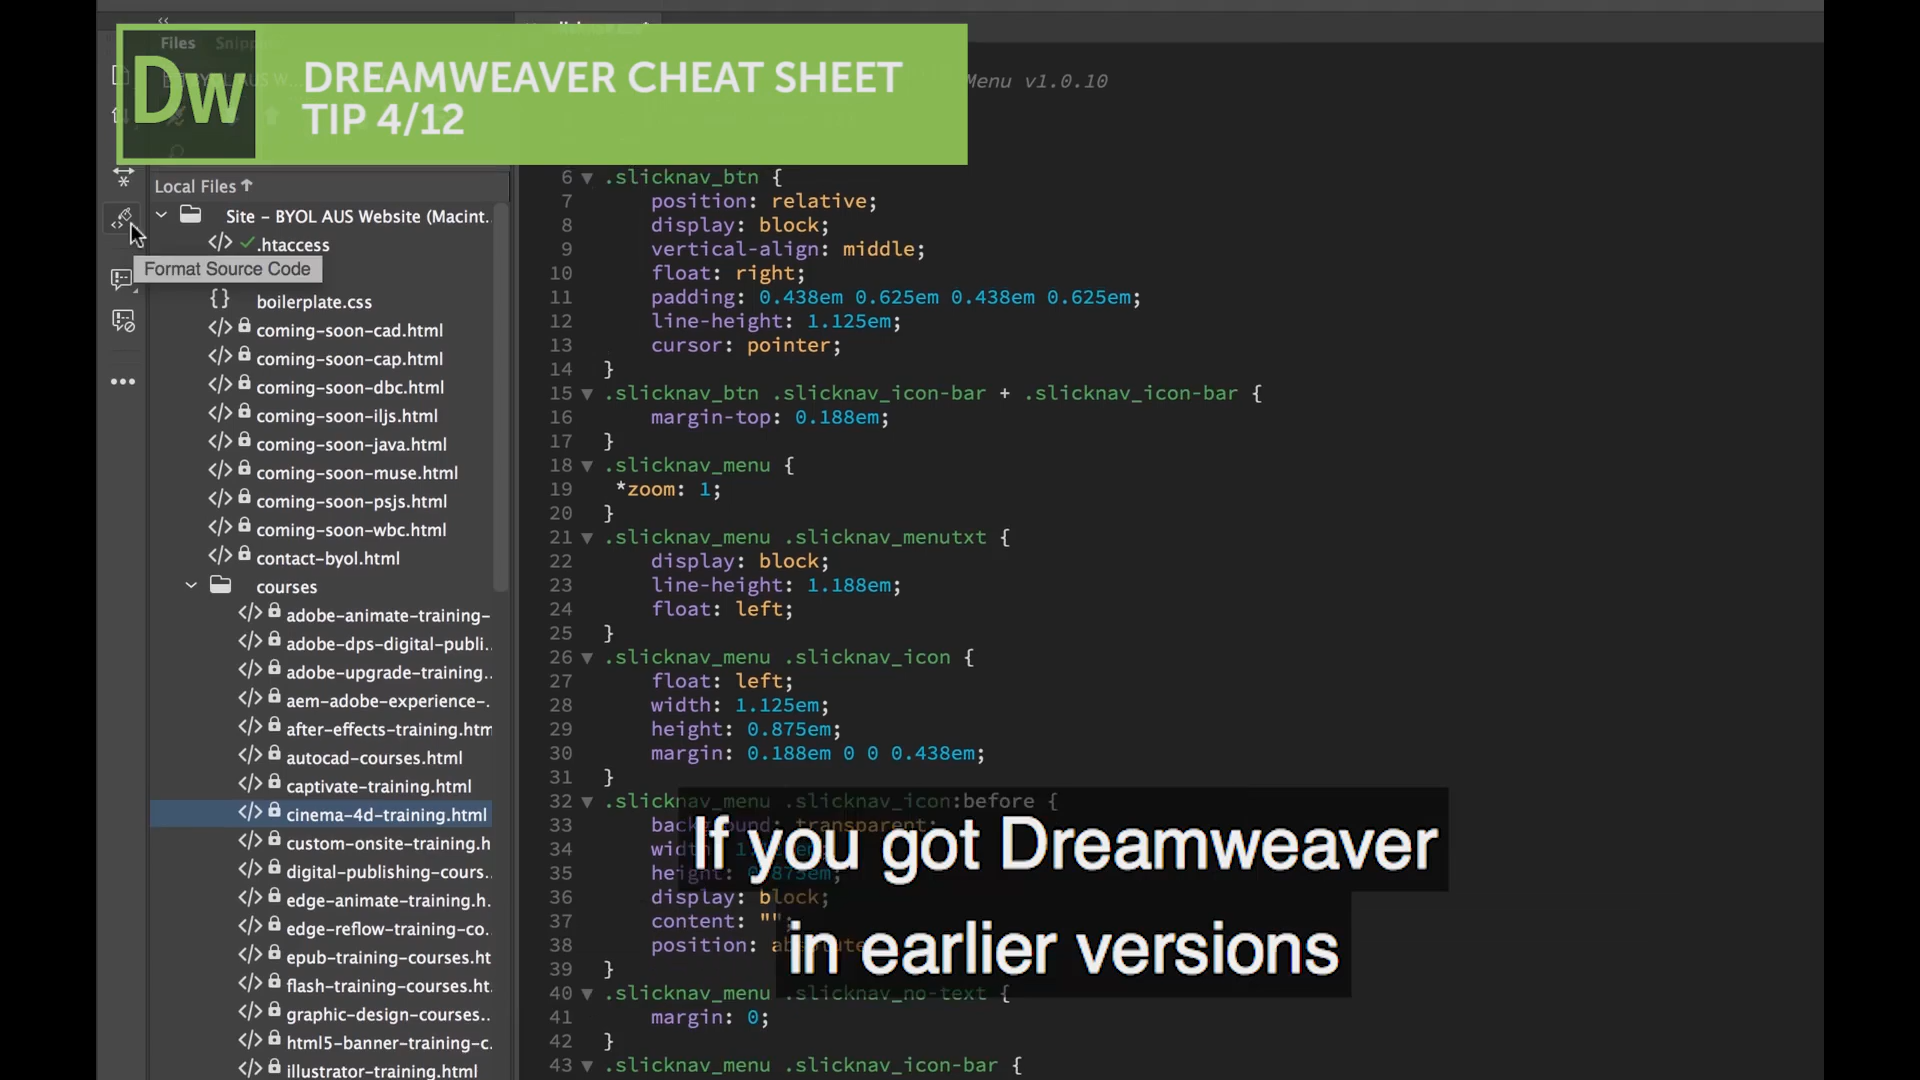 Files
Dw
DREAMWEAVER CHEAT SHEET
TIP 4/12
Menu v1.0.10
Local Files
Site – BYOL AUS Website (Macint..
.htaccess
Format Source Code
boilerplate.css
coming-soon-cad.html
coming-soon-cap.html
coming-soon-dbc.html
coming-soon-iljs.html
coming-soon-java.html
coming-soon-muse.html
coming-soon-psjs.html
coming-soon-wbc.html
contact-byol.html
courses
adobe-animate-training-
adobe-dps-digital-publi..
adobe-upgrade-training..
aem-adobe-experience-.
after-effects-training.htm
autocad-courses.html
captivate-training.html
cinema-4d-training.html
custom-onsite-training.h
digital-publishing-cours..
edge-animate-training.h.
edge-reflow-training-co..
epub-training-courses.ht
flash-training-courses.ht.
graphic-design-courses..
html5-banner-training-c.
illustrator-training.html
6 .slicknav_btn {
7 position: relative;
8 display: block;
9 vertical-align: middle;
10 float: right;
11 padding: 0.438em 0.625em 0.438em 0.625em;
12 line-height: 1.125em;
13 cursor: pointer;
14 }
15 .slicknav_btn .slicknav_icon-bar + .slicknav_icon-bar {
16 margin-top: 0.188em;
17 }
18 .slicknav_menu {
19 *zoom: 1;
20 }
21 .slicknav_menu .slicknav_menutxt {
22 display: block;
23 line-height: 1.188em;
24 float: left;
25 }
26 .slicknav_menu .slicknav_icon {
27 float: left;
28 width: 1.125em;
29 height: 0.875em;
30 margin: 0.188em 0 0 0.438em;
31 }
32 .slicknav_menu .slicknav_icon:before {
33 background: transparent;
34
35
36 display: block;
37 content: "";
38 position: absolute
39 }
40 .slicknav_menu .slicknav_no-text {
41 margin: 0;
42 }
43 .slicknav_menu .slicknav_icon-bar {
If you got Dreamweaver
in earlier versions